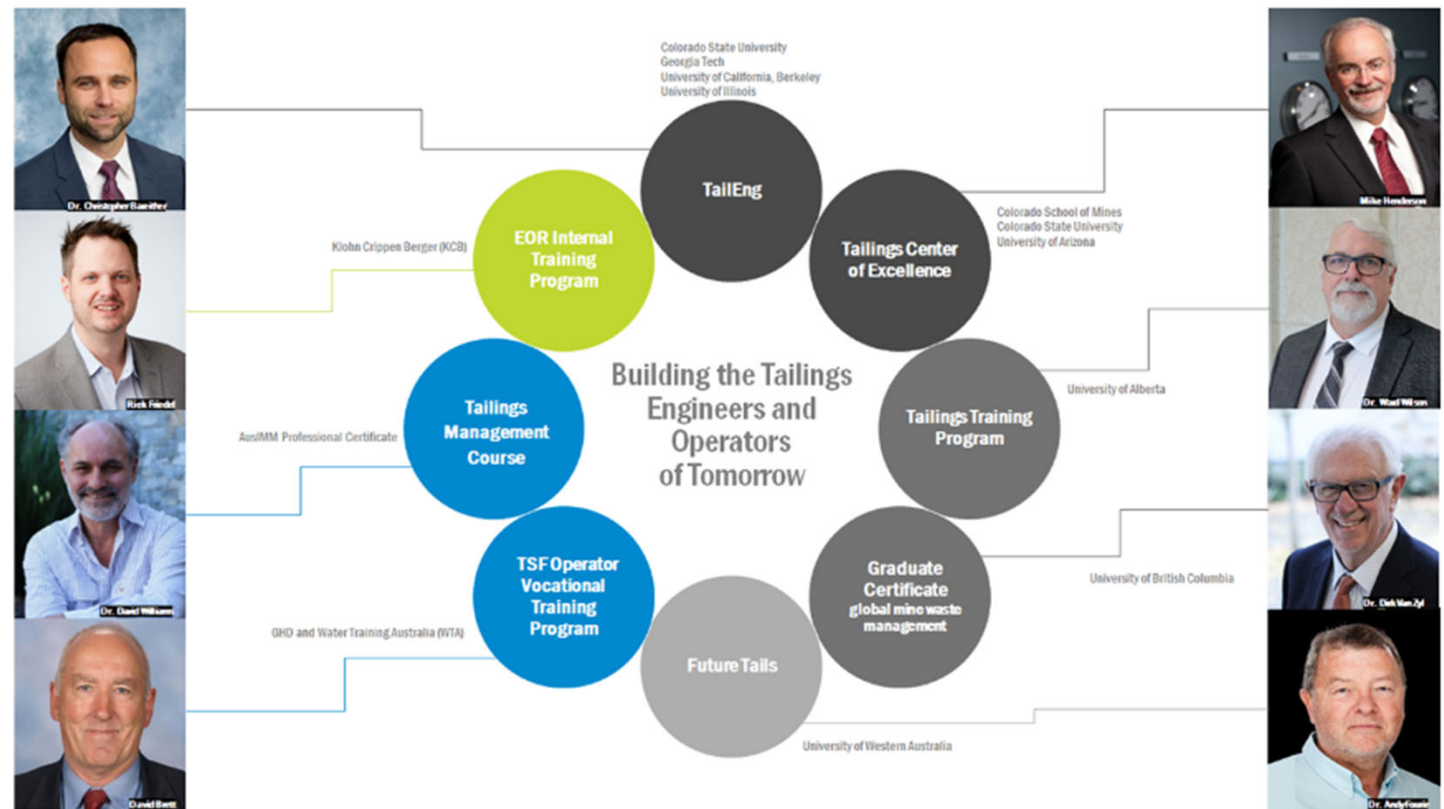 Colorado State University
Georgia Tech
University of California, Berkeley
University of Illinois
TailEng
Dr. Christopher Bareither
Mike Henderson
EOR Internal
Training
Program
Klohn Crippen Berger (KCB)
Tailings Center
of Excellence
Colorado School of Mines
Colorado State University
University of Arizona
Rick Friedel
Dr. Ward Wilson
Building the Tailings
Engineers and
Operators
of Tomorrow
Tailings
Management
Course
AusIMM Professional Certificate
Tailings Training
Program
University of Alberta
Dr. David Williams
Dr. Dirk Van Zyl
TSF Operator
Vocational
Training
Program
GHD and Water Training Australia (WTA)
Graduate
Certificate
global mine waste
management
University of British Columbia
Future Tails
University of Western Australia
David Brett
Dr. Andy Fourie